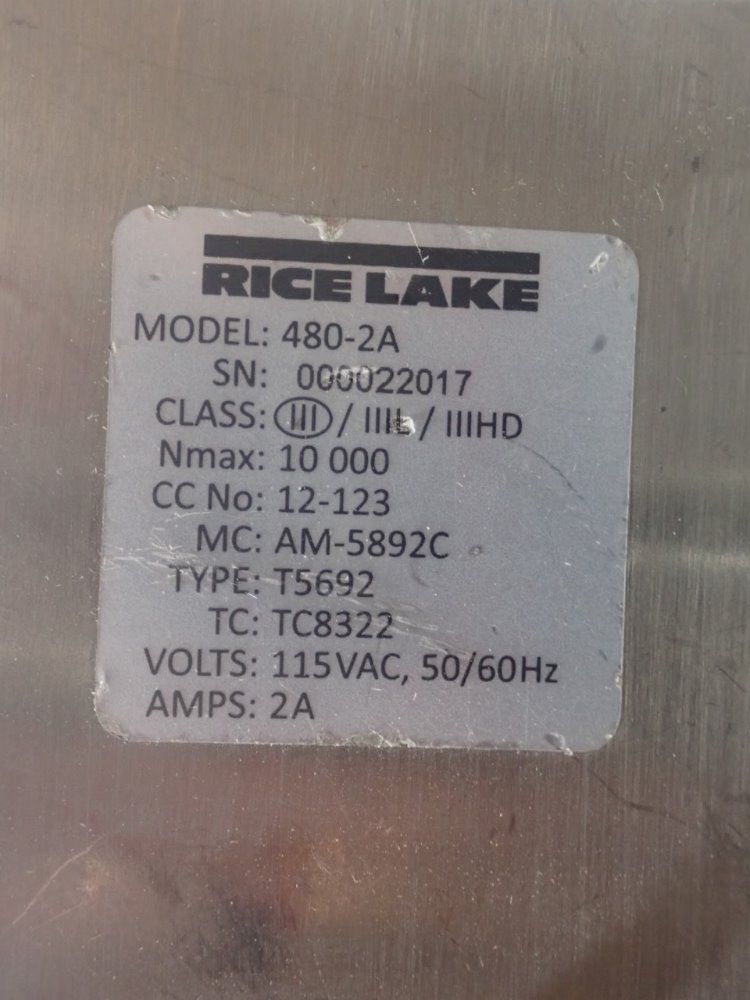 RICE LAKE
MODEL: 480-2A
SN: 000022017
CLASS: III / IIIL / IIIHD
Nmax: 10 000
CC No: 12-123
MC: AM-5892C
TYPE: T5692
TC: TC8322
VOLTS: 115VAC, 50/60Hz
AMPS: 2A